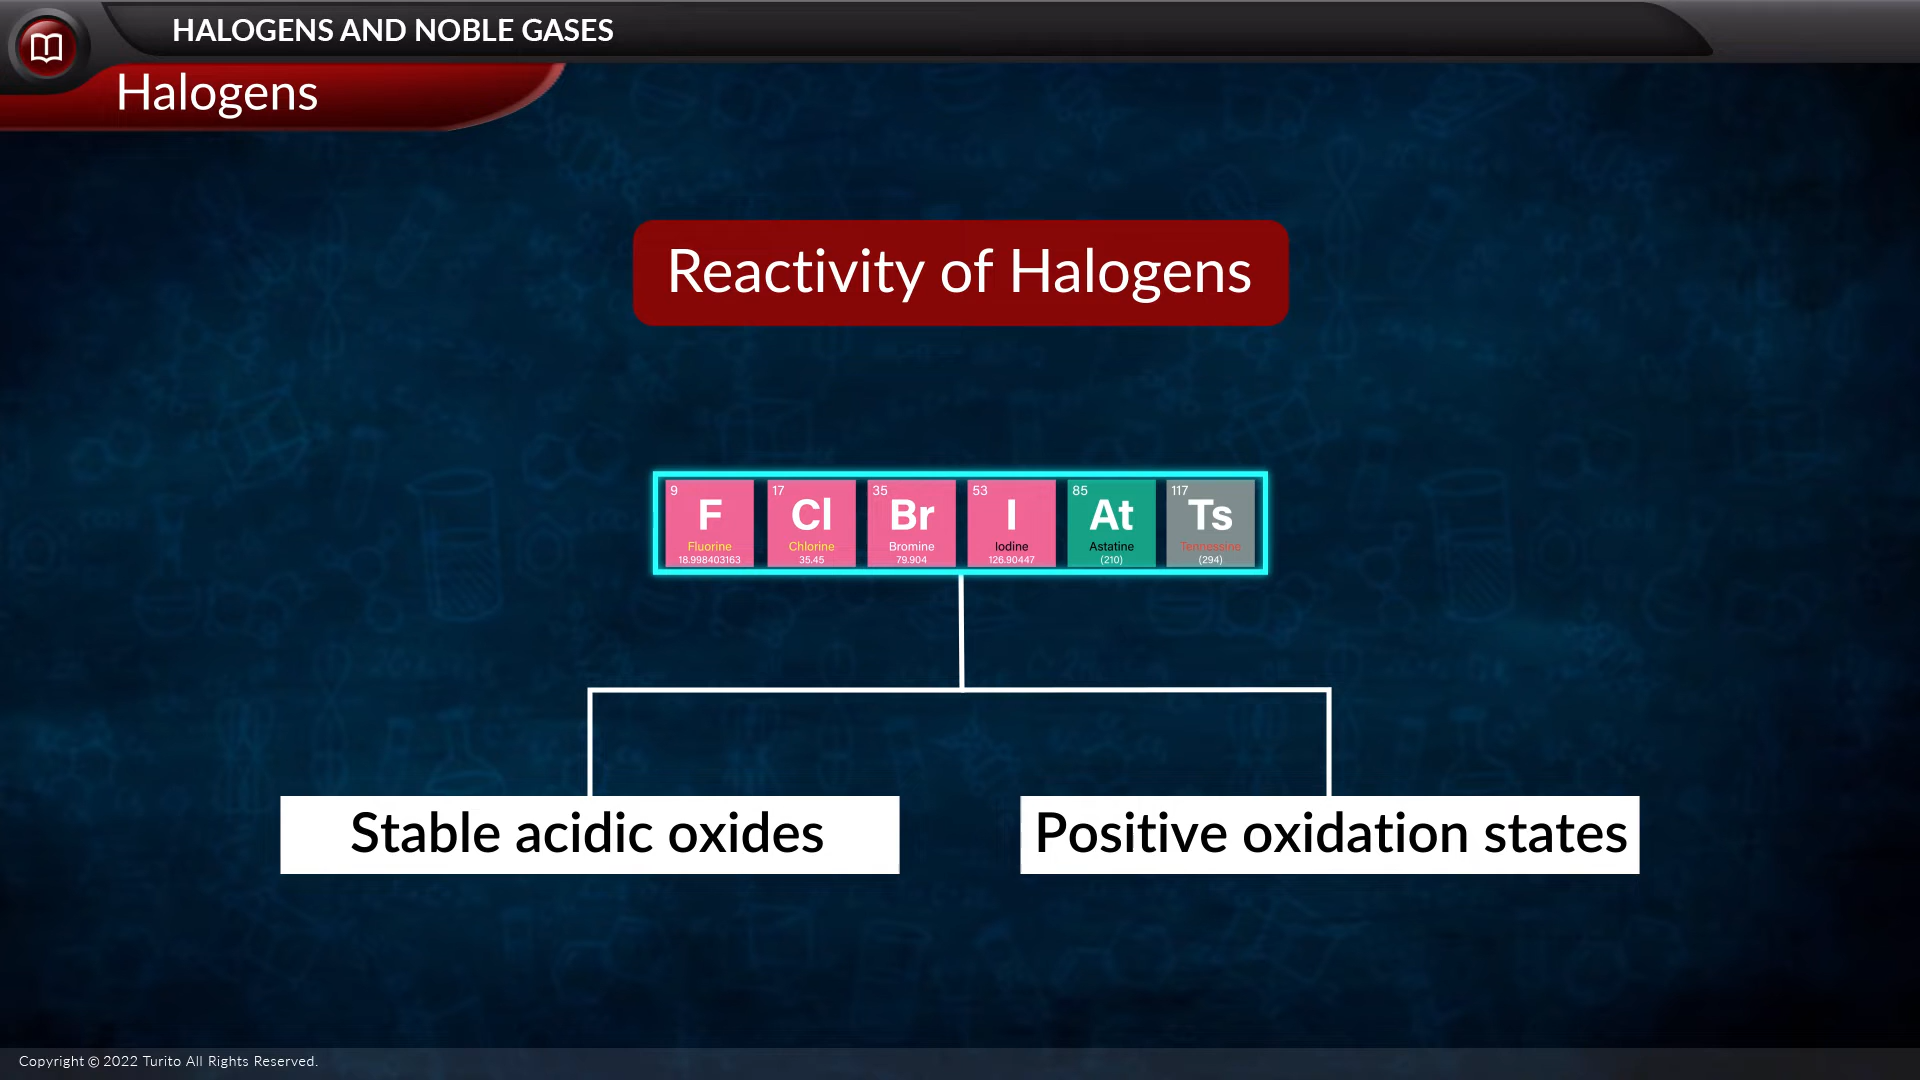 HALOGENS AND NOBLE GASES
Halogens
Reactivity of Halogens
9 17 35 53 85 117
F Cl Br I At Ts
Fluorine Chlorine Bromine Iodine Astatine Tennessine
18.998403163 35.45 79.904 126.90447 (210) (294)
Stable acidic oxides
Positive oxidation states
Copyright © 2022 Turito All Rights Reserved.